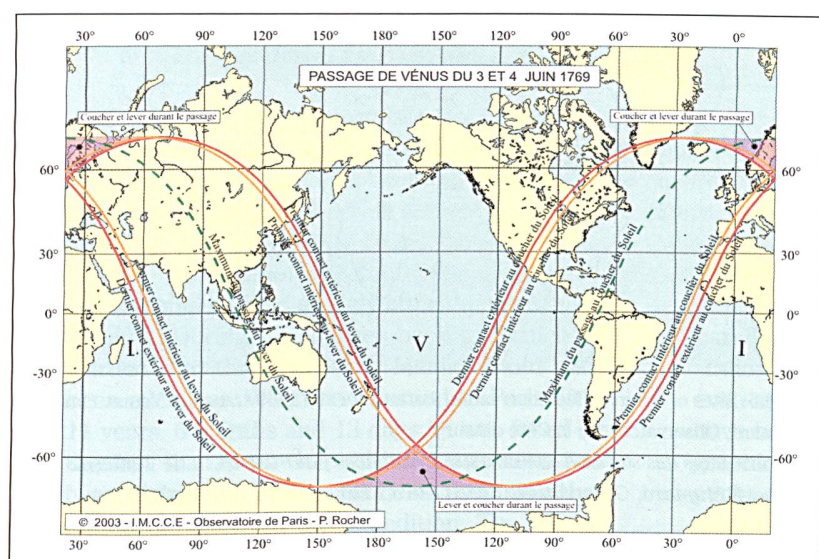 30° 60° 90° 120° 150° 180° 150° 120° 90° 60° 30° 0°
PASSAGE DE VÉNUS DU 3 ET 4 JUIN 1769
Coucher et lever durant le passage
Coucher et lever durant le passage
60° 60°
30° 30°
0° 0°
-30° -30°
-60° -60°
Premier contact extérieur au lever du Soleil
Premier contact intérieur au lever du Soleil
Maximum du passage au lever du Soleil
Dernier contact intérieur au lever du Soleil
Dernier contact extérieur au lever du Soleil
Dernier contact extérieur au coucher du Soleil
Dernier contact intérieur au coucher du Soleil
Maximum du passage au coucher du Soleil
Premier contact intérieur au coucher du Soleil
Premier contact extérieur au coucher du Soleil
I V I
Lever et coucher durant le passage
© 2003 - I.M.C.C.E - Observatoire de Paris - P. Rocher
30° 60° 90° 120° 150° 180° 150° 120° 90° 60° 30° 0°